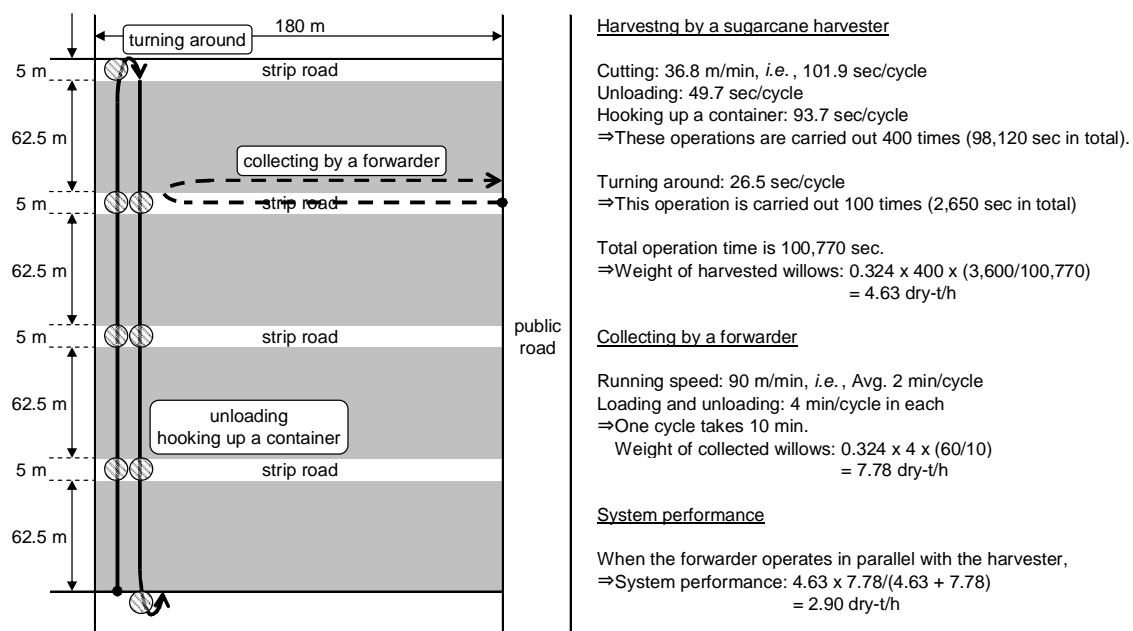 180 m
turning around
5 m
strip road
62.5 m
collecting by a forwarder
5 m
strip road
62.5 m
5 m
strip road
public
road
62.5 m
unloading
hooking up a container
5 m
strip road
62.5 m
Harvestng by a sugarcane harvester
Cutting: 36.8 m/min, i.e., 101.9 sec/cycle
Unloading: 49.7 sec/cycle
Hooking up a container: 93.7 sec/cycle
⇒These operations are carried out 400 times (98,120 sec in total).
Turning around: 26.5 sec/cycle
⇒This operation is carried out 100 times (2,650 sec in total)
Total operation time is 100,770 sec.
⇒Weight of harvested willows: 0.324 x 400 x (3,600/100,770)
= 4.63 dry-t/h
Collecting by a forwarder
Running speed: 90 m/min, i.e., Avg. 2 min/cycle
Loading and unloading: 4 min/cycle in each
⇒One cycle takes 10 min.
Weight of collected willows: 0.324 x 4 x (60/10)
= 7.78 dry-t/h
System performance
When the forwarder operates in parallel with the harvester,
⇒System performance: 4.63 x 7.78/(4.63 + 7.78)
= 2.90 dry-t/h